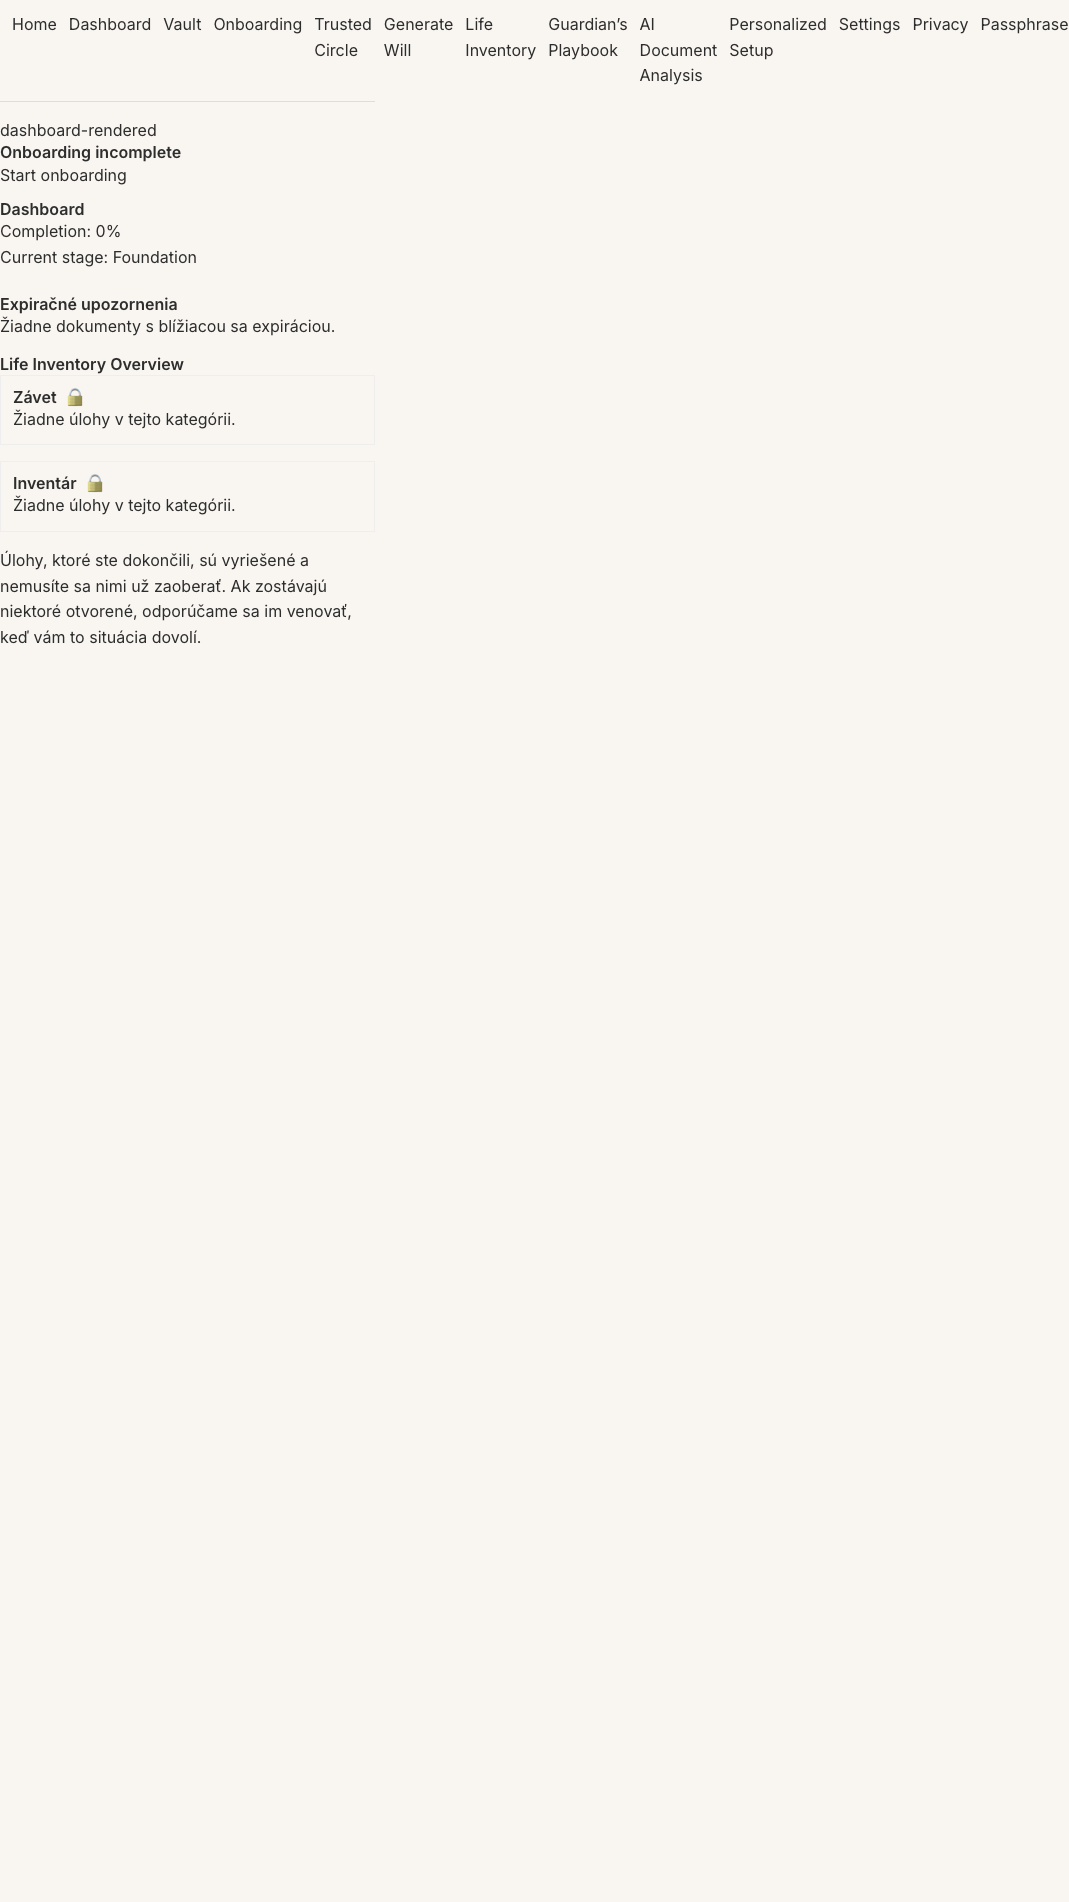 Home Dashboard Vault Onboarding Trusted Circle Generate Will Life Inventory Guardian’s Playbook AI Document Analysis Personalized Setup Settings Privacy Passphrase
dashboard-rendered
Onboarding incomplete
Start onboarding
Dashboard
Completion: 0%
Current stage: Foundation
Expiračné upozornenia
Žiadne dokumenty s blížiacou sa expiráciou.
Life Inventory Overview
Závet 🔒
Žiadne úlohy v tejto kategórii.
Inventár 🔒
Žiadne úlohy v tejto kategórii.
Úlohy, ktoré ste dokončili, sú vyriešené a
nemusíte sa nimi už zaoberať. Ak zostávajú
niektoré otvorené, odporúčame sa im venovať,
keď vám to situácia dovolí.